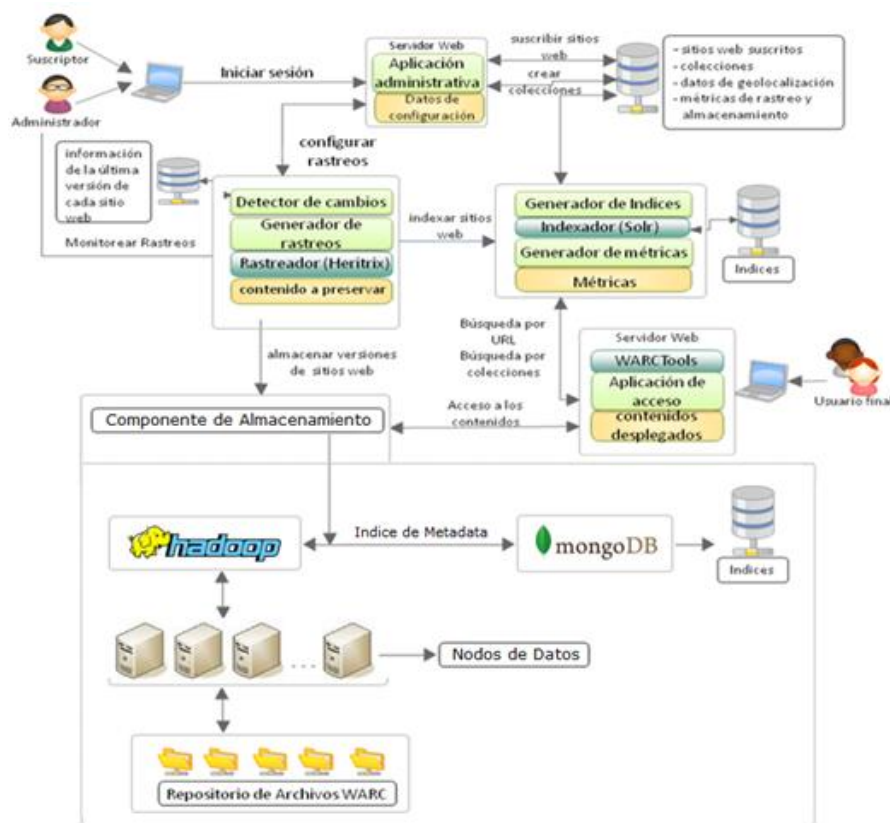 Suscriptor
Administrador
Iniciar sesión
Servidor Web
Aplicación
administrativa
Datos de
configuración
suscribir sitios
web
crear
colecciones
- sitios web suscritos
- colecciones
- datos de geolocalización
- métricas de rastreo y
almacenamiento
configurar
rastreos
información
de la última
versión de
cada sitio
web
Monitorear Rastreos
Detector de cambios
Generador de
rastreos
Rastreador (Heritrix)
contenido a preservar
indexar sitios
web
Generador de Indices
Indexador (Solr)
Generador de métricas
Métricas
Indices
almacenar versiones
de sitios web
Búsqueda por
URL
Búsqueda por
colecciones
Servidor Web
WARCTools
Aplicación de
acceso
contenidos
desplegados
Usuario final
Componente de Almacenamiento
Acceso a los
contenidos
hadoop
Indice de Metadata
mongoDB
Indices
...
Nodos de Datos
Repositorio de Archivos WARC